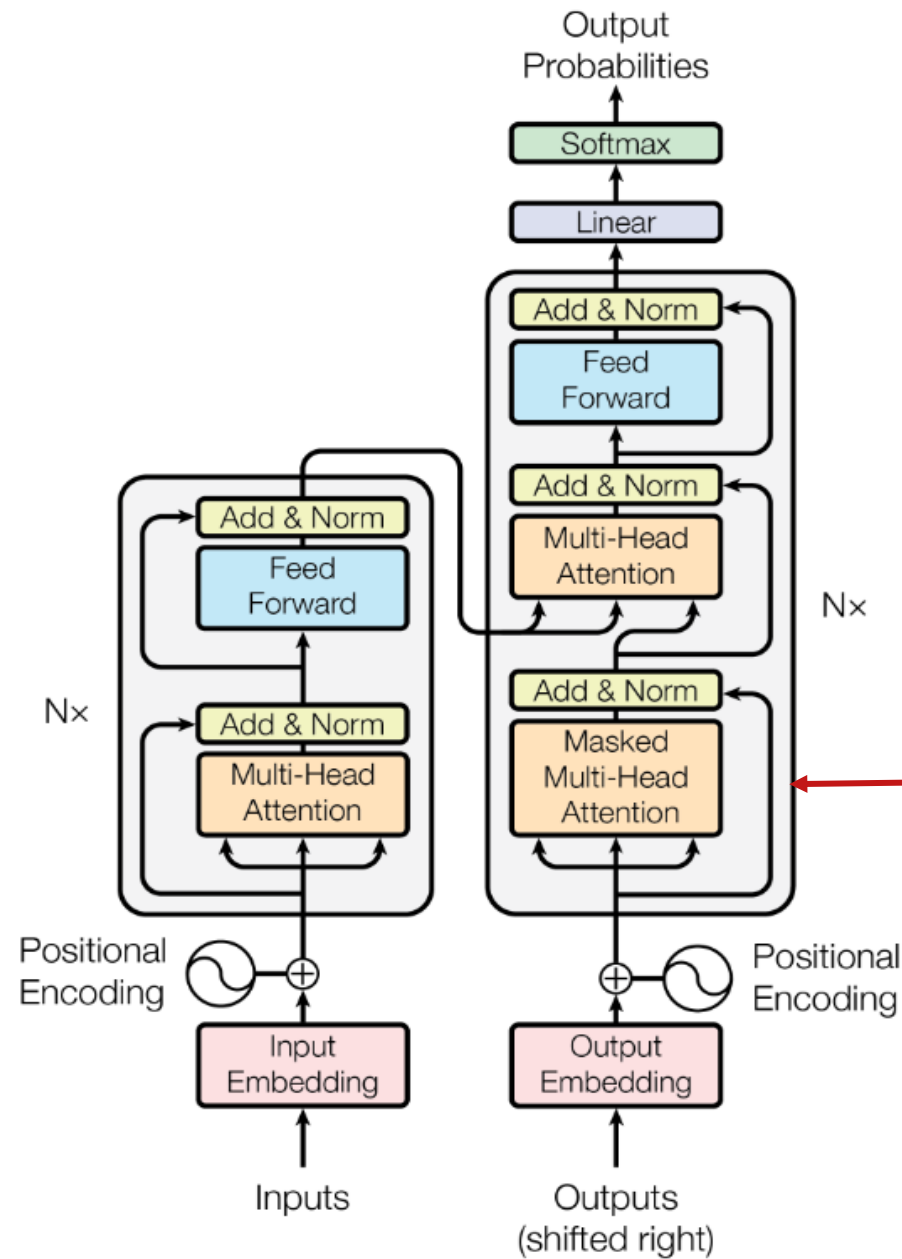 Output
Probabilities
Softmax
Linear
Add & Norm
Feed
Forward
Add & Norm
Multi-Head
Attention
Add & Norm
Masked
Multi-Head
Attention
Nx
Add & Norm
Feed
Forward
Add & Norm
Multi-Head
Attention
Nx
Positional
Encoding
Positional
Encoding
Input
Embedding
Output
Embedding
Inputs
Outputs
(shifted right)